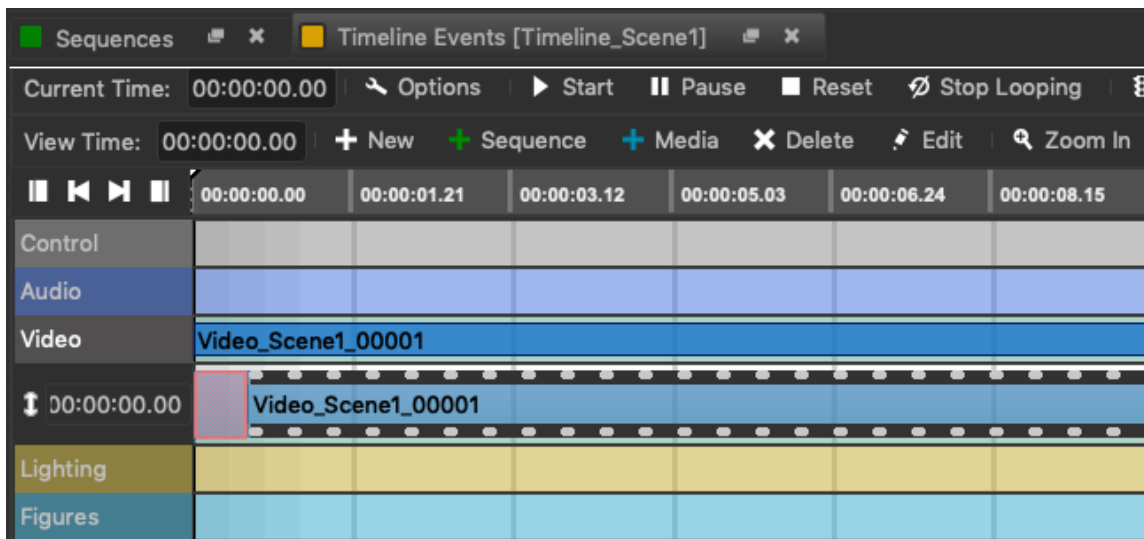 Sequences Timeline Events [Timeline_Scene1]
Current Time: 00:00:00.00 Options Start Pause Reset Stop Looping
View Time: 00:00:00.00 New Sequence Media Delete Edit Zoom In
00:00:00.00 00:00:01.21 00:00:03.12 00:00:05.03 00:00:06.24 00:00:08.15
Control
Audio
Video Video_Scene1_00001
00:00:00.00 Video_Scene1_00001
Lighting
Figures